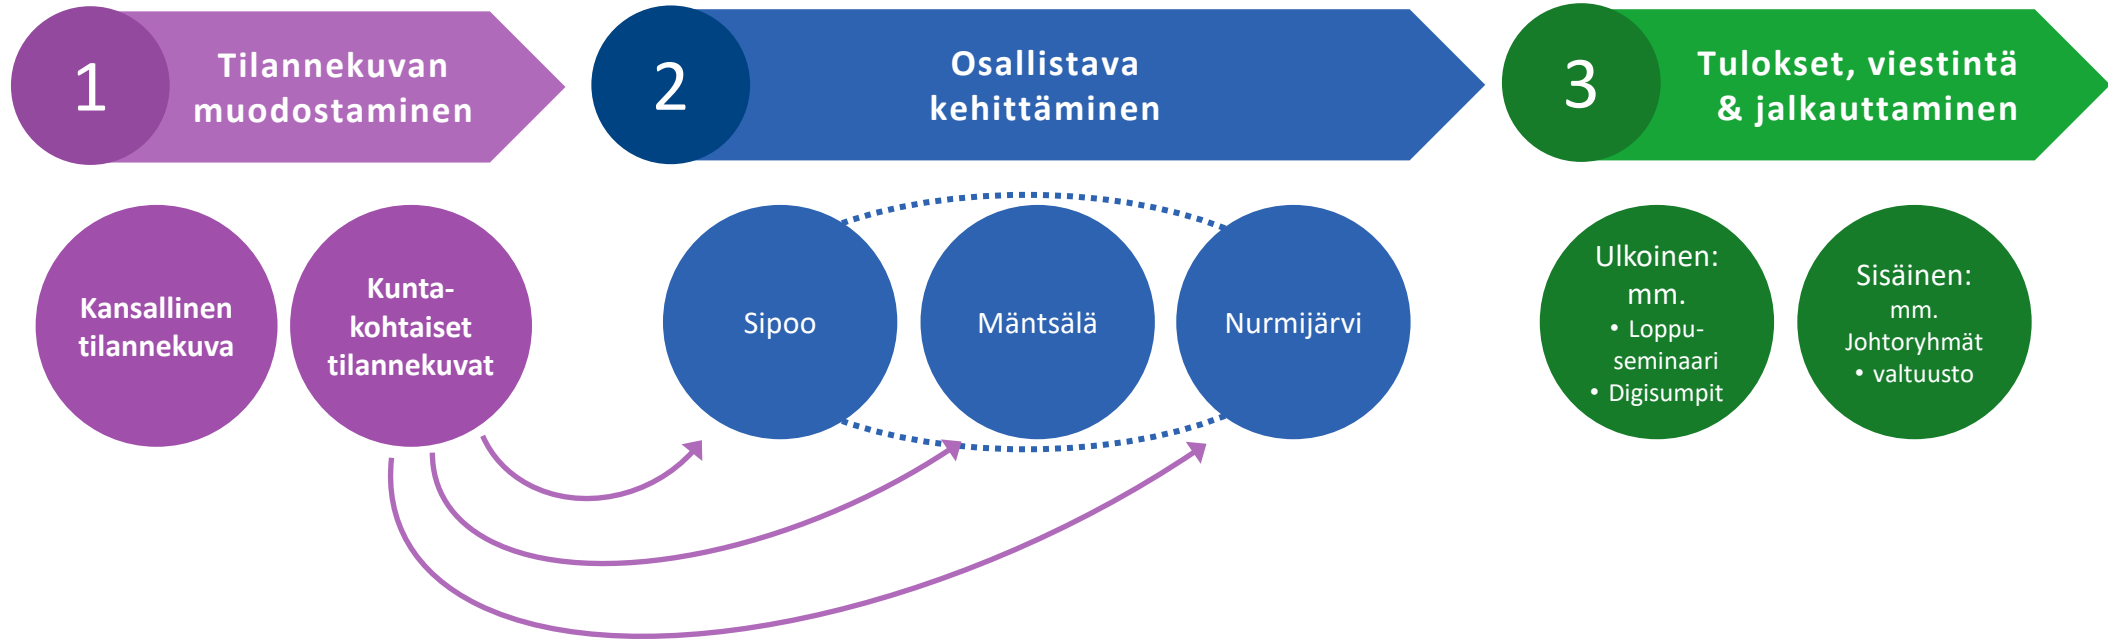 1
Tilannekuvan
muodostaminen
2
Osallistava
kehittäminen
3
Tulokset, viestintä
& jalkauttaminen
Kansallinen
tilannekuva
Kunta-
kohtaiset
tilannekuvat
Sipoo
Mäntsälä
Nurmijärvi
Ulkoinen:
mm.
• Loppu-
seminaari
• Digisumpit
Sisäinen:
mm.
Johtoryhmät
• valtuusto